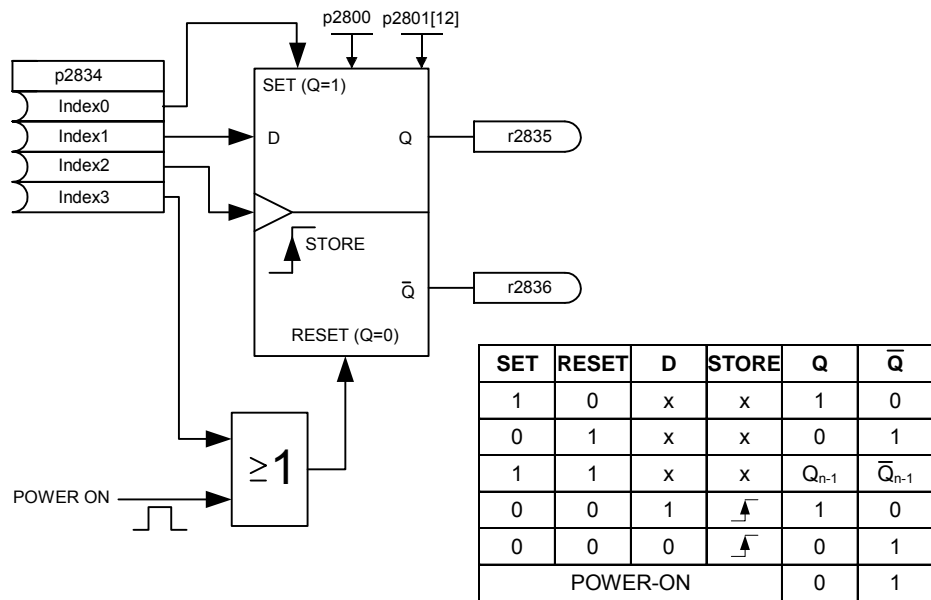 p2800 p2801[12]
p2834
Index0
Index1
Index2
Index3
SET (Q=1)
D Q
r2835
STORE
Q̅
r2836
RESET (Q=0)
≥1
POWER ON
SET RESET D STORE Q Q̅
1 0 x x 1 0
0 1 x x 0 1
1 1 x x Qn-1 Q̅n-1
0 0 1 1 0
0 0 0 0 1
POWER-ON 0 1